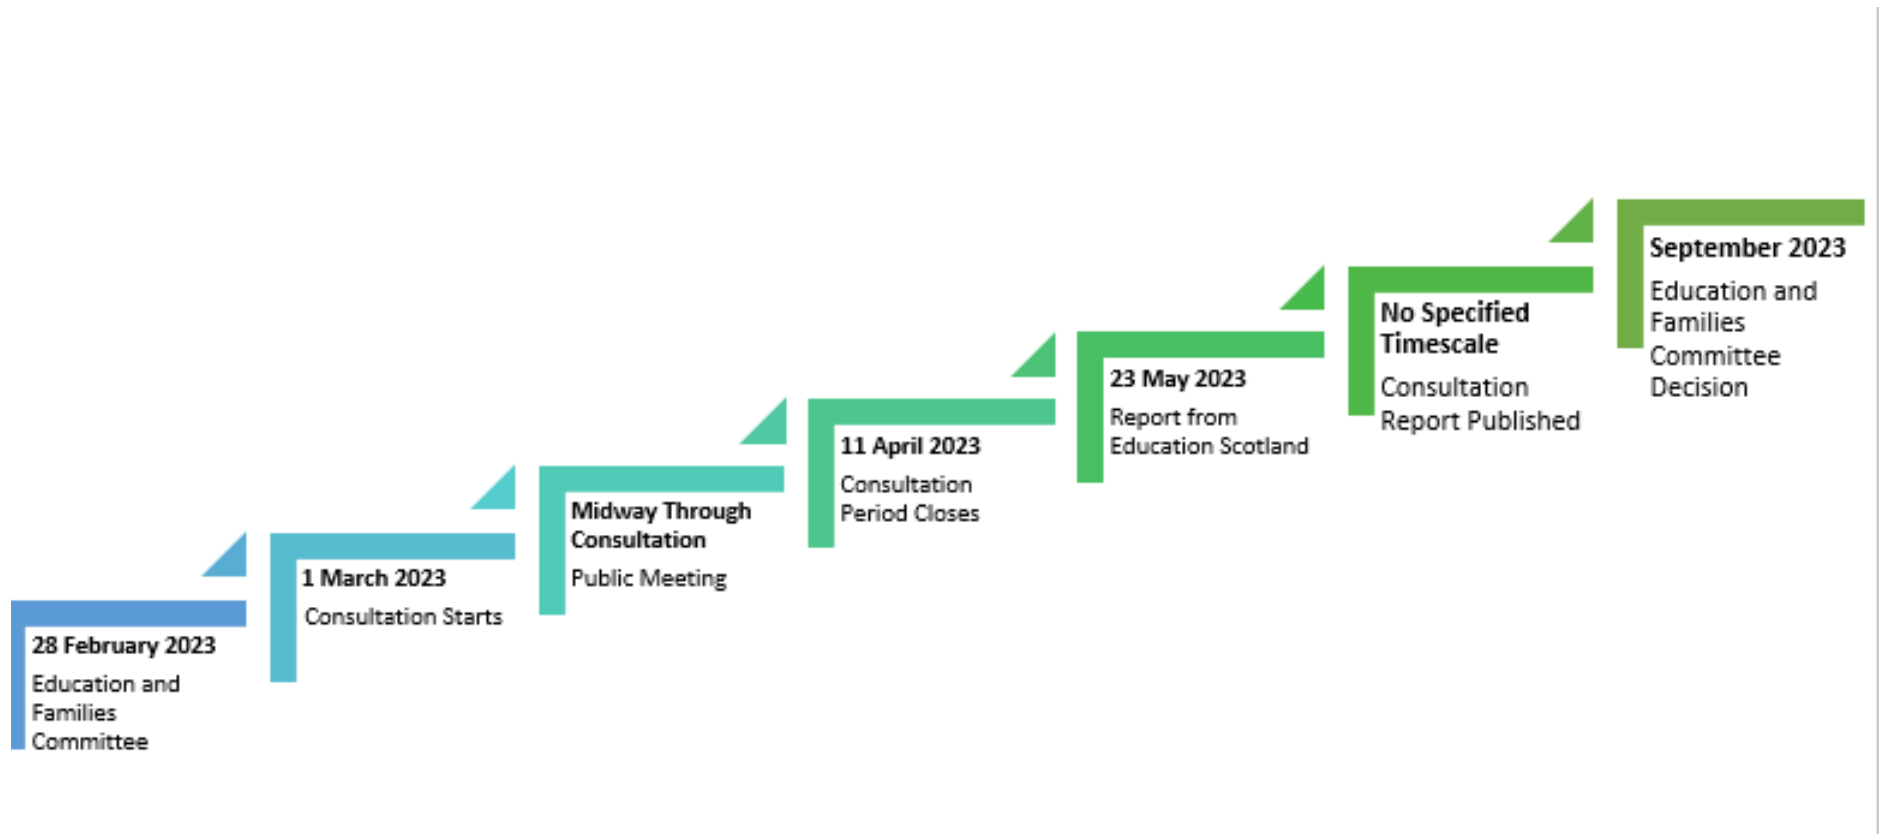 28 February 2023
Education and
Families
Committee
1 March 2023
Consultation Starts
Midway Through
Consultation
Public Meeting
11 April 2023
Consultation
Period Closes
23 May 2023
Report from
Education Scotland
No Specified
Timescale
Consultation
Report Published
September 2023
Education and
Families
Committee
Decision